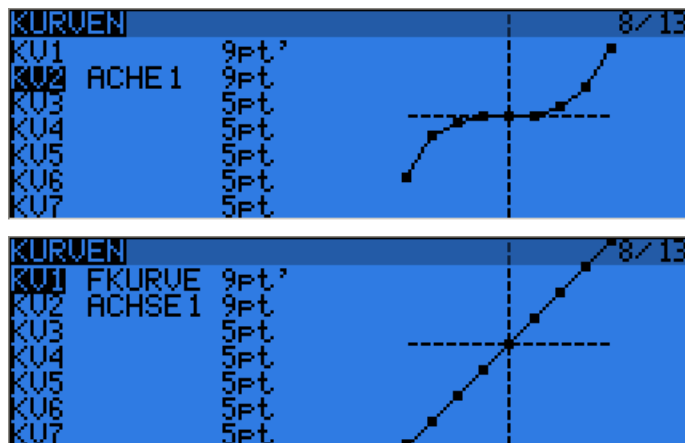 KURVEN 8/13
KV1 9pt'
KV2 ACHE1 9pt
KV3 5pt
KV4 5pt
KV5 5pt
KV6 5pt
KV7 5pt
KURVEN 8/13
KV1 FKURVE 9pt'
KV2 ACHSE1 9pt'
KV3 5pt
KV4 5pt
KV5 5pt
KV6 5pt
KV7 5pt